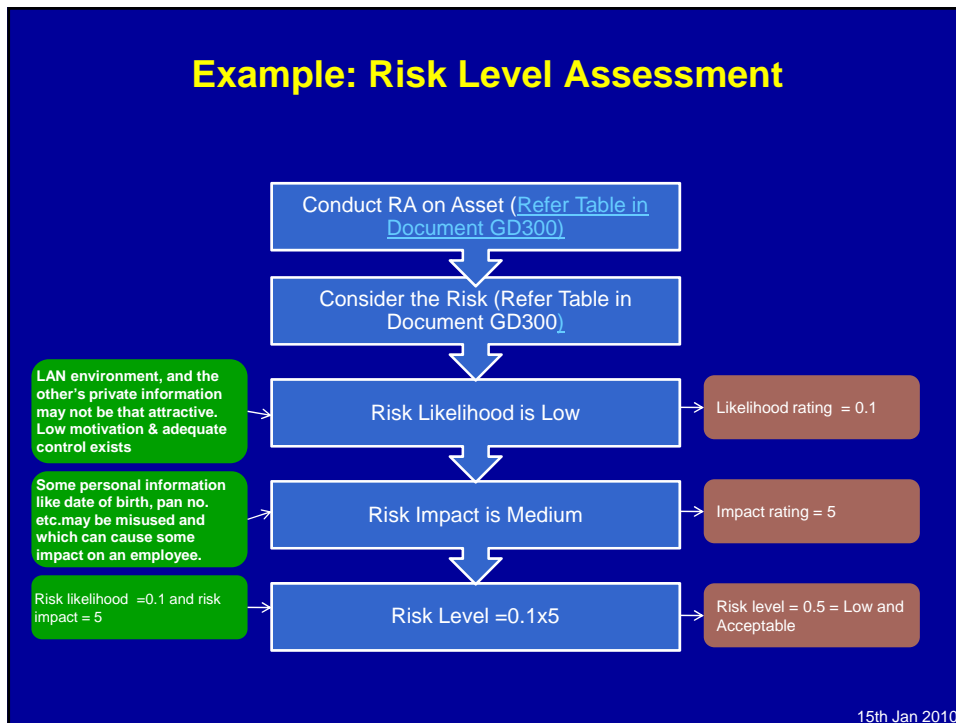 Example: Risk Level Assessment
Conduct RA on Asset (Refer Table in
Document GD300)
Consider the Risk (Refer Table in
Document GD300)
LAN environment, and the
other's private information
may not be that attractive.
Low motivation & adequate
control exists
Risk Likelihood is Low
Likelihood rating = 0.1
Some personal information
like date of birth, pan no.
etc.may be misused and
which can cause some
impact on an employee.
Risk Impact is Medium
Impact rating = 5
Risk likelihood =0.1 and risk
impact = 5
Risk Level =0.1x5
Risk level = 0.5 = Low and
Acceptable
15th Jan 2010